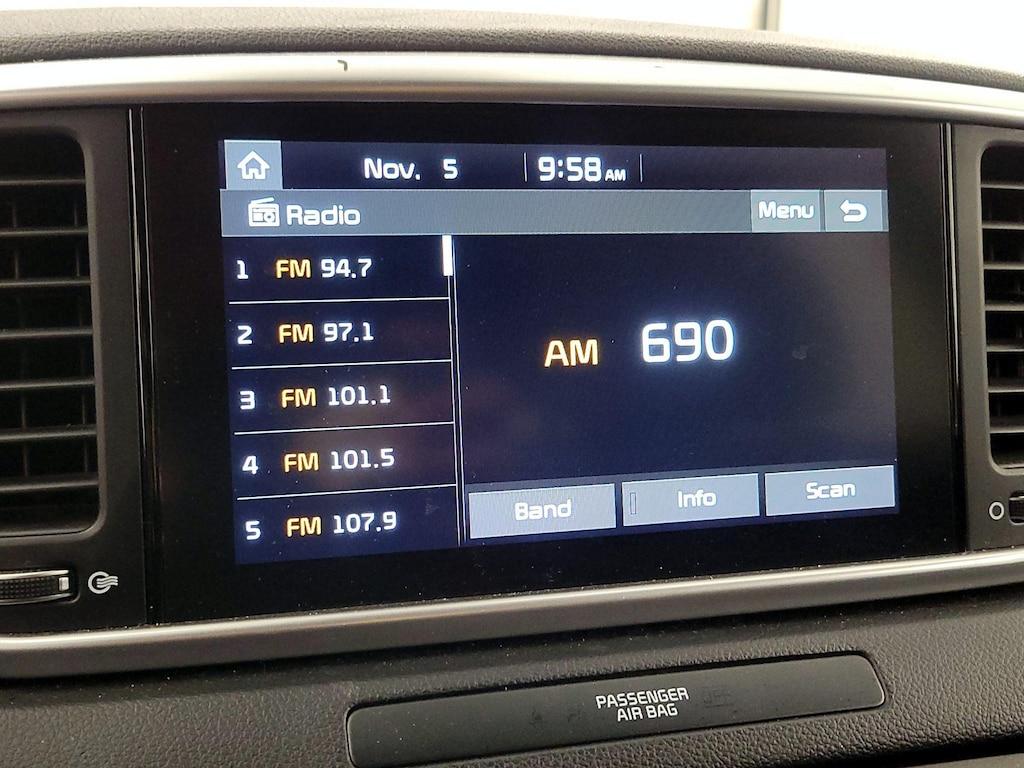 Nov. 5 9:58 AM
Radio Menu
1 FM 94.7
2 FM 97.1
3 FM 101.1
4 FM 101.5
5 FM 107.9
AM 690
Band Info Scan
PASSENGER
AIR BAG
OFF